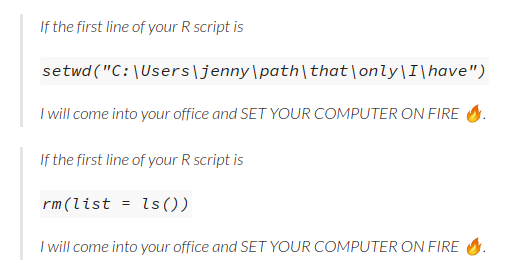 If the first line of your R script is
setwd("C:\Users\jenny\path\that\only\I\have")
I will come into your office and SET YOUR COMPUTER ON FIRE 🔥.
If the first line of your R script is
rm(list = ls())
I will come into your office and SET YOUR COMPUTER ON FIRE 🔥.